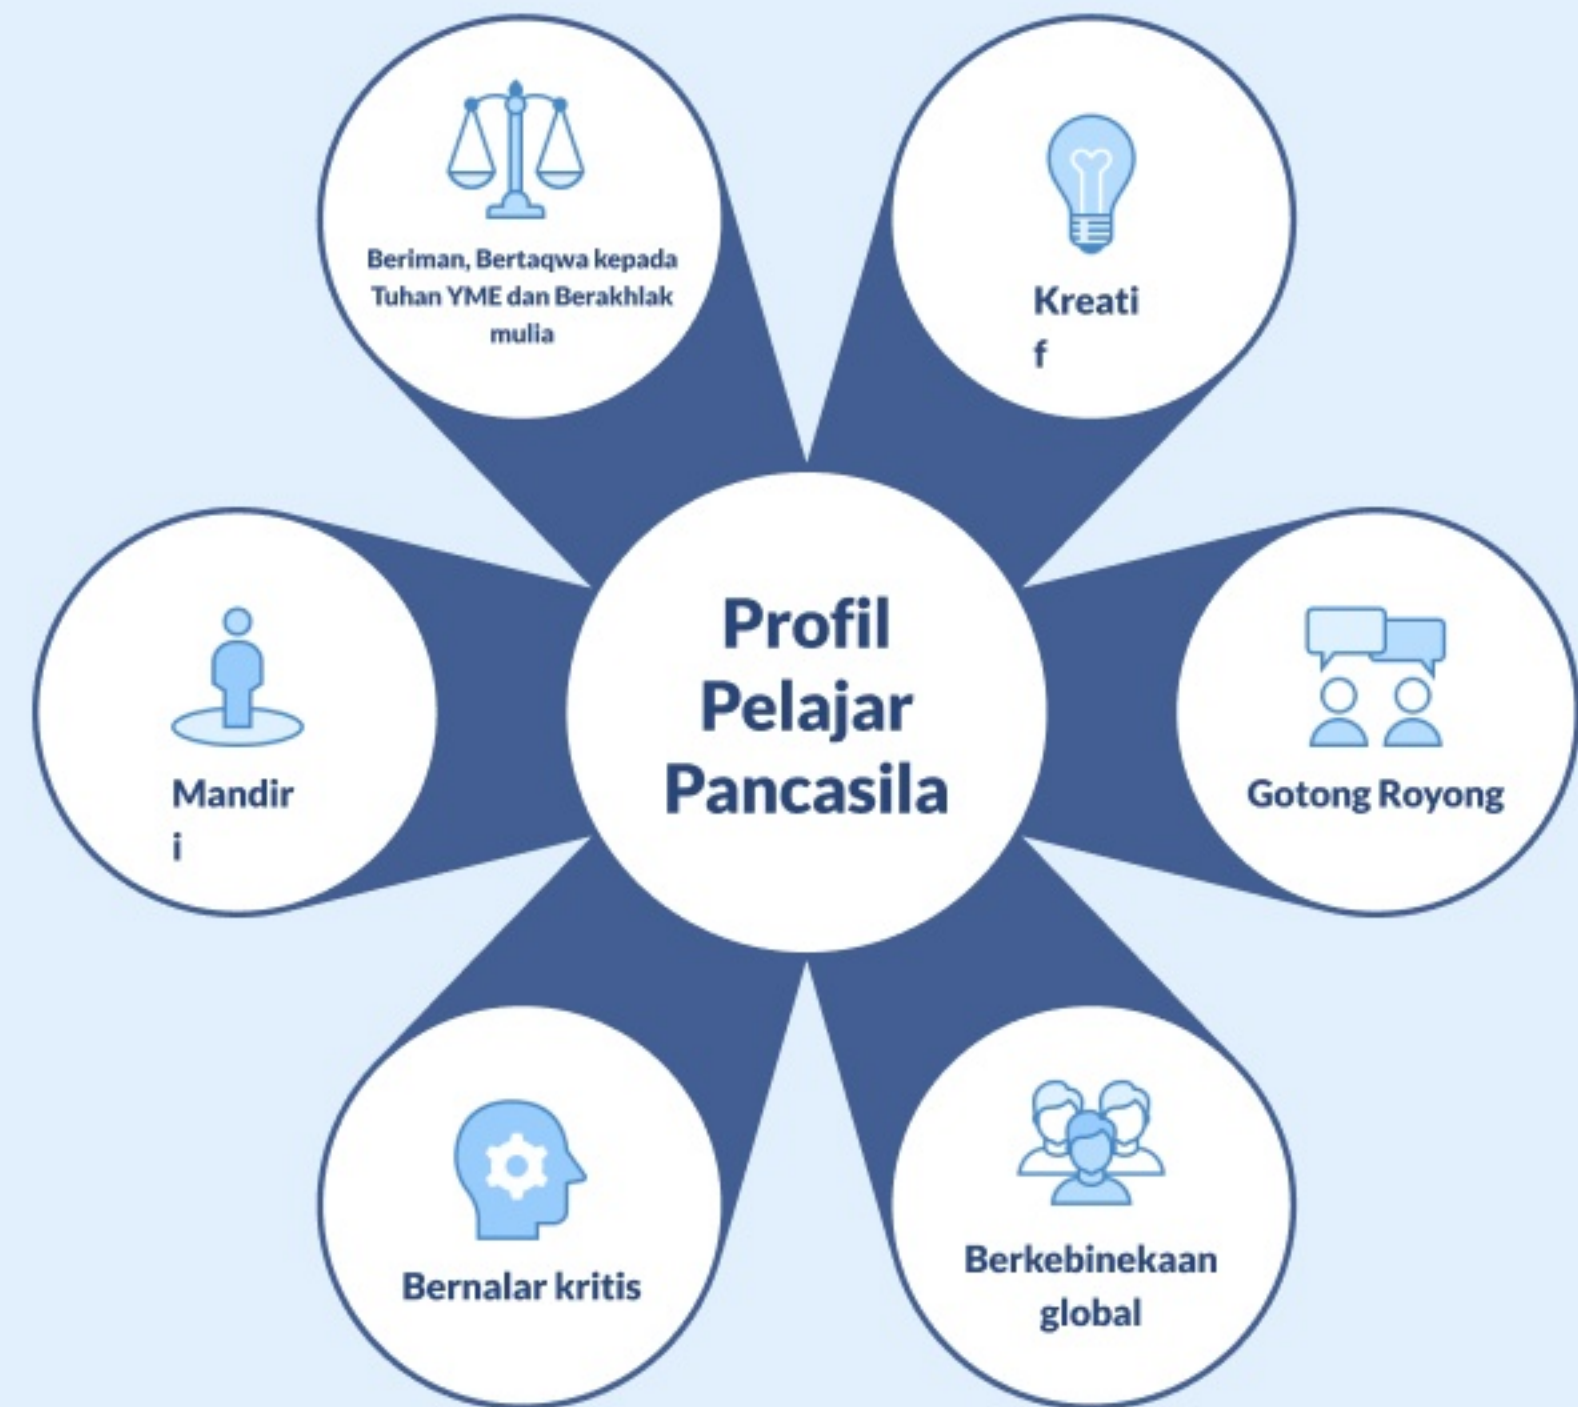 Beriman, Bertaqwa kepada
Tuhan YME dan Berakhlak
mulia
Kreati
f
Profil
Pelajar
Pancasila
Mandir
i
Gotong Royong
Bernalar kritis
Berkebinekaan
global